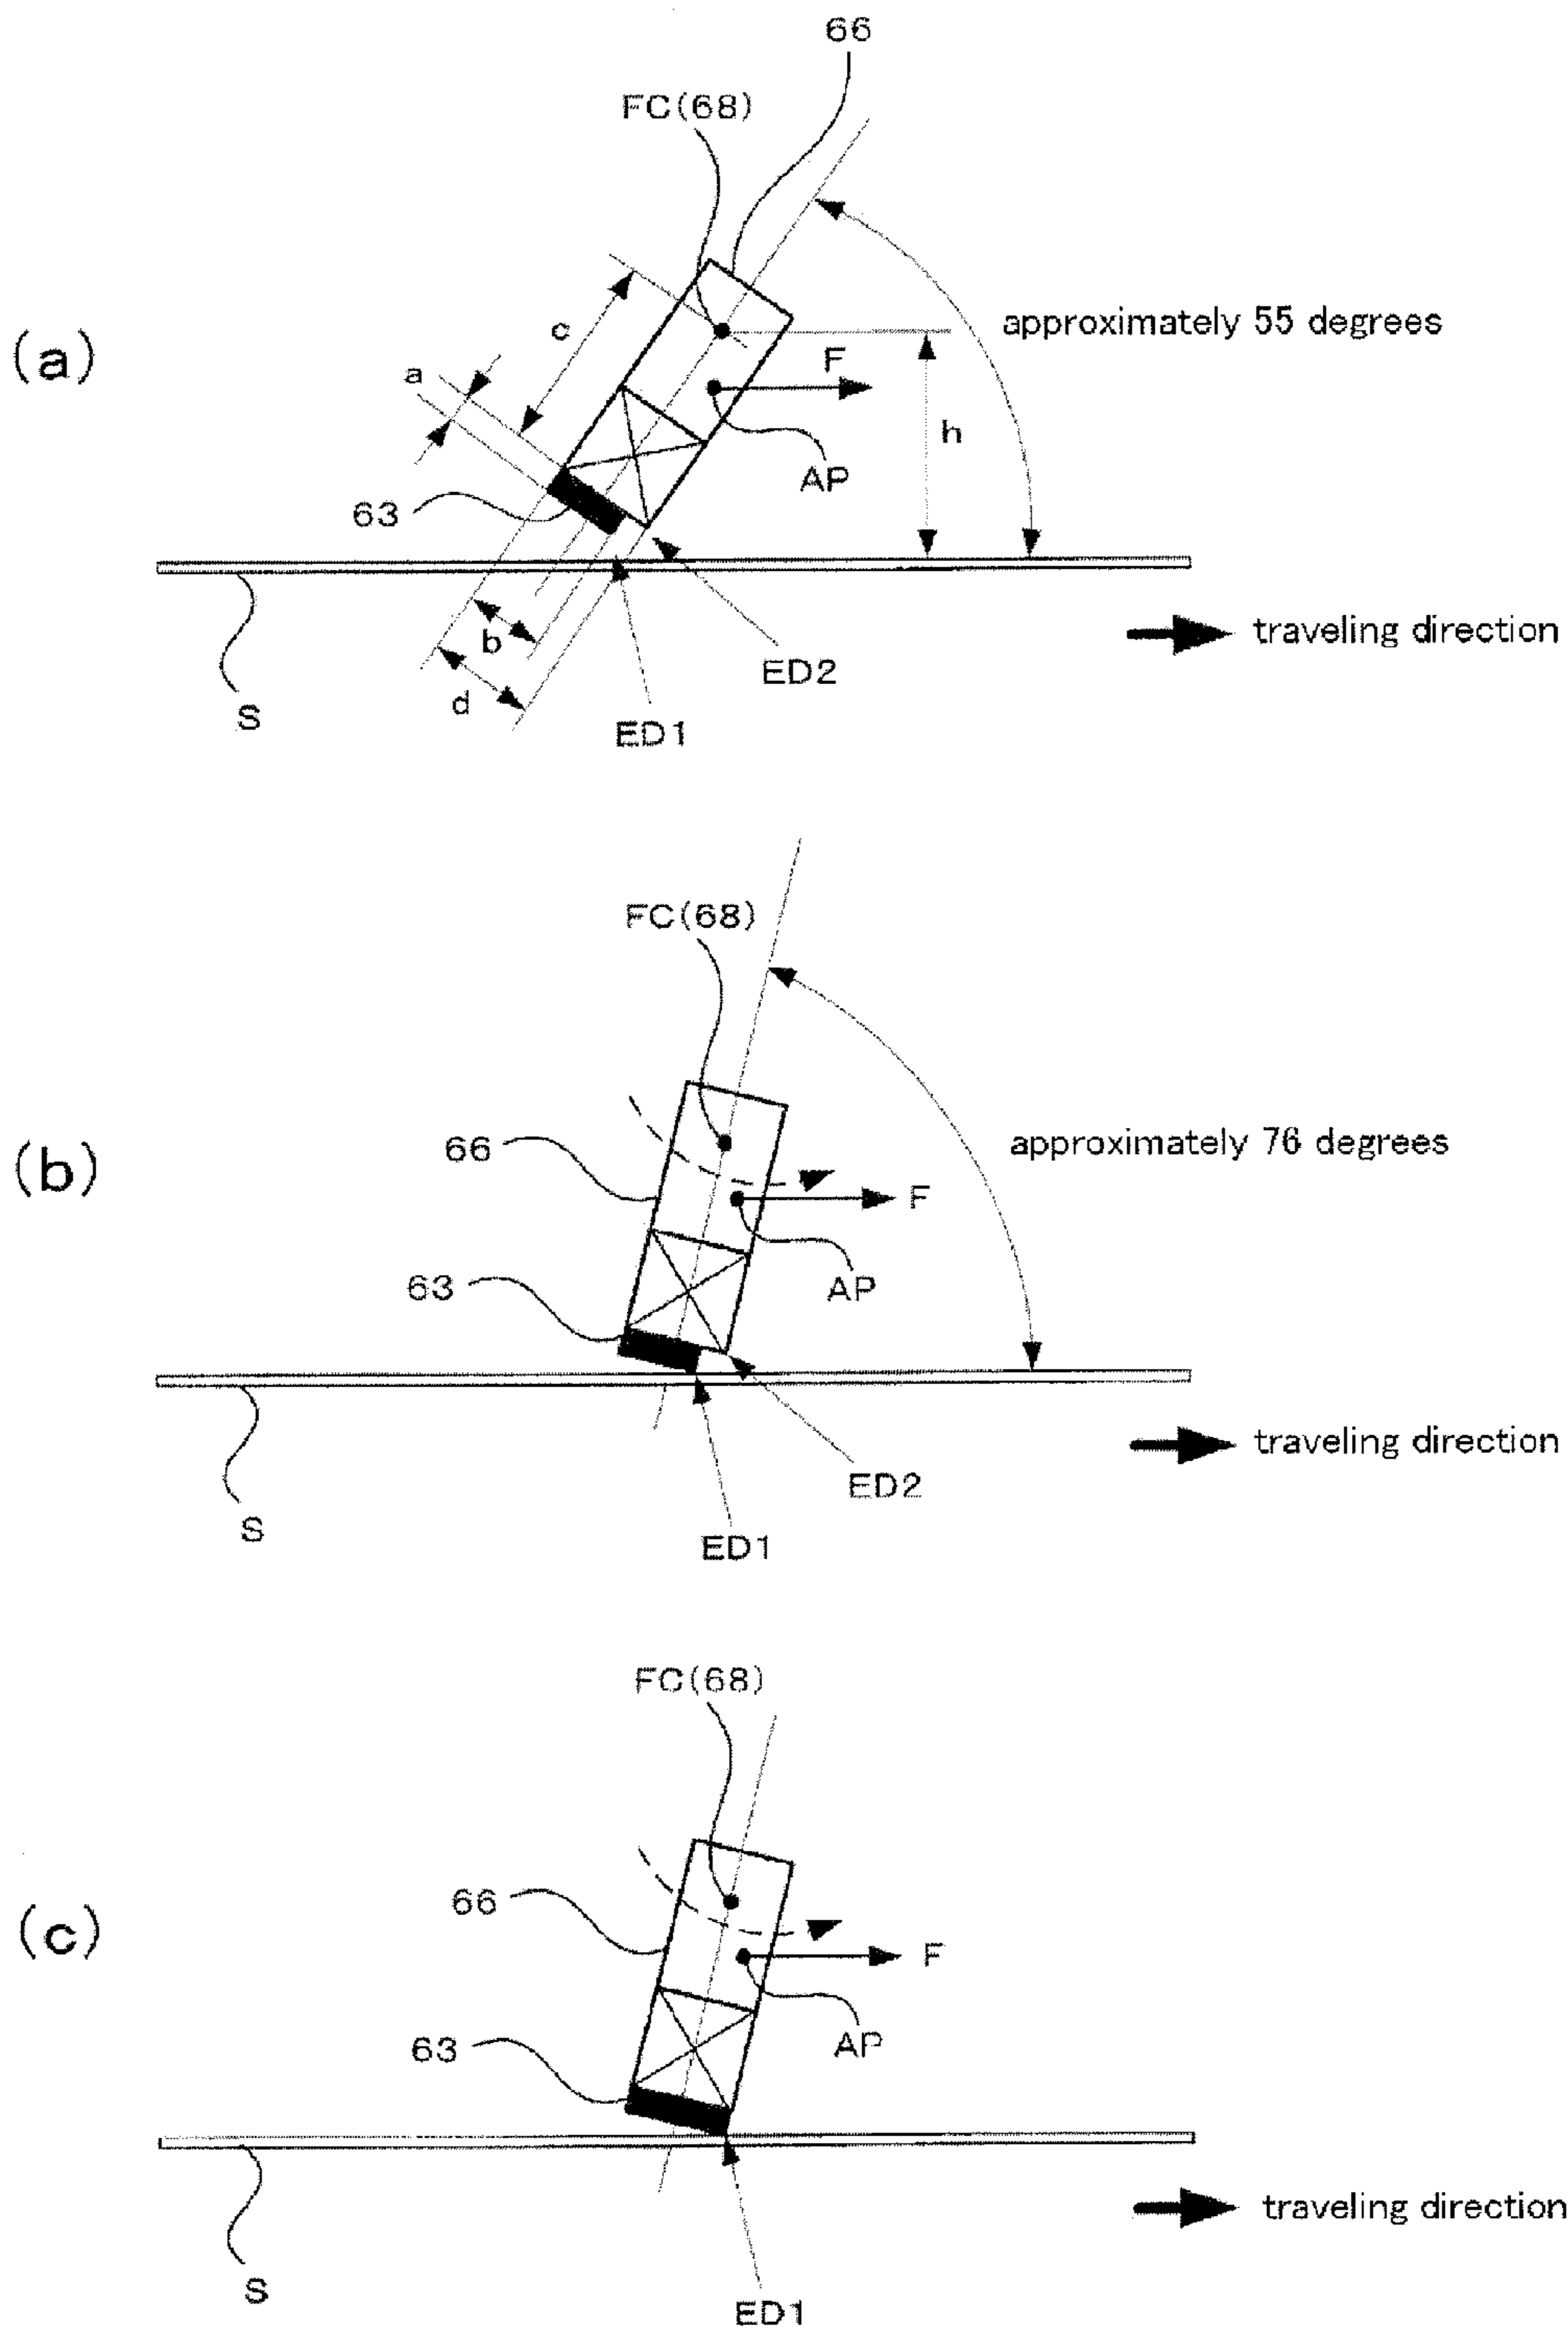 66
FC(68)
(a)
c
approximately 55 degrees
F
a
h
AP
63
b
traveling direction
ED2
d
S
ED1
FC(68)
(b)
66
approximately 76 degrees
F
63
AP
traveling direction
ED2
S
ED1
FC(68)
(c)
66
F
63
AP
traveling direction
S
ED1